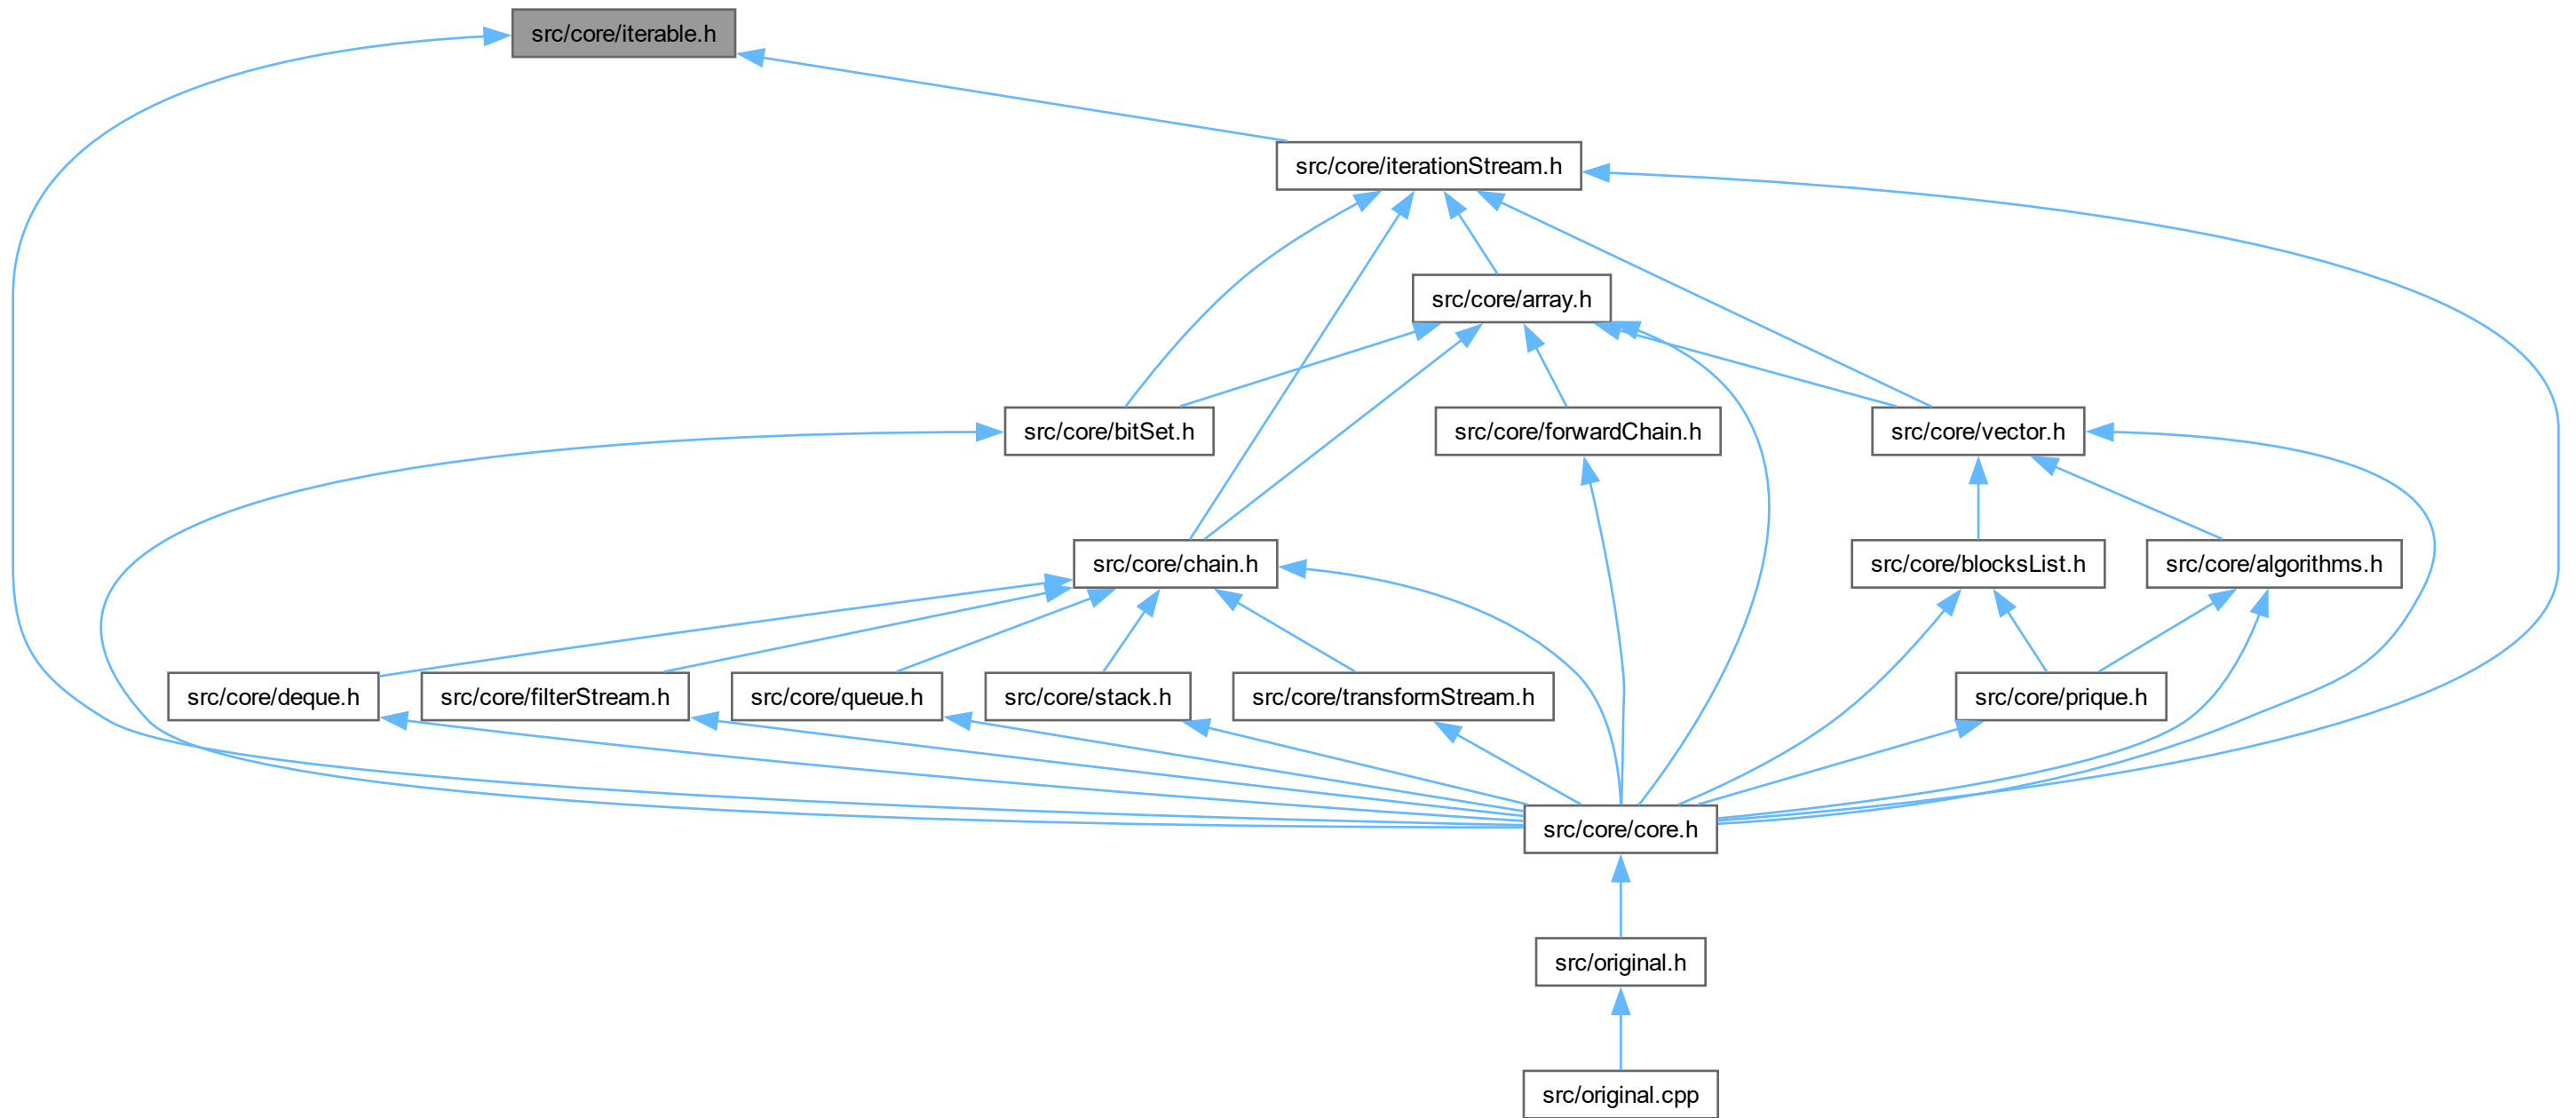 src/core/iterable.h
src/core/iterationStream.h
src/core/array.h
src/core/bitSet.h
src/core/forwardChain.h
src/core/vector.h
src/core/chain.h
src/core/blocksList.h
src/core/algorithms.h
src/core/deque.h
src/core/filterStream.h
src/core/queue.h
src/core/stack.h
src/core/transformStream.h
src/core/prique.h
src/core/core.h
src/original.h
src/original.cpp